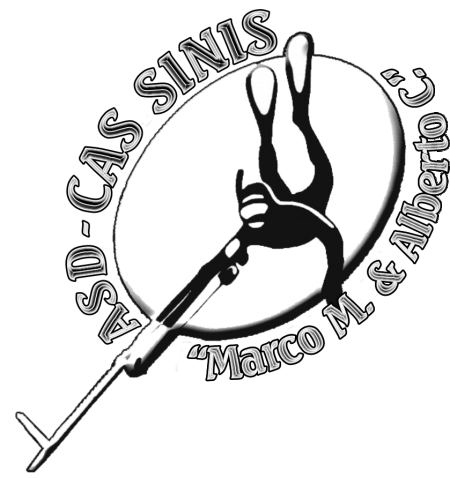 ASD-CAS SINIS
“Marco M. & Alberto C.”